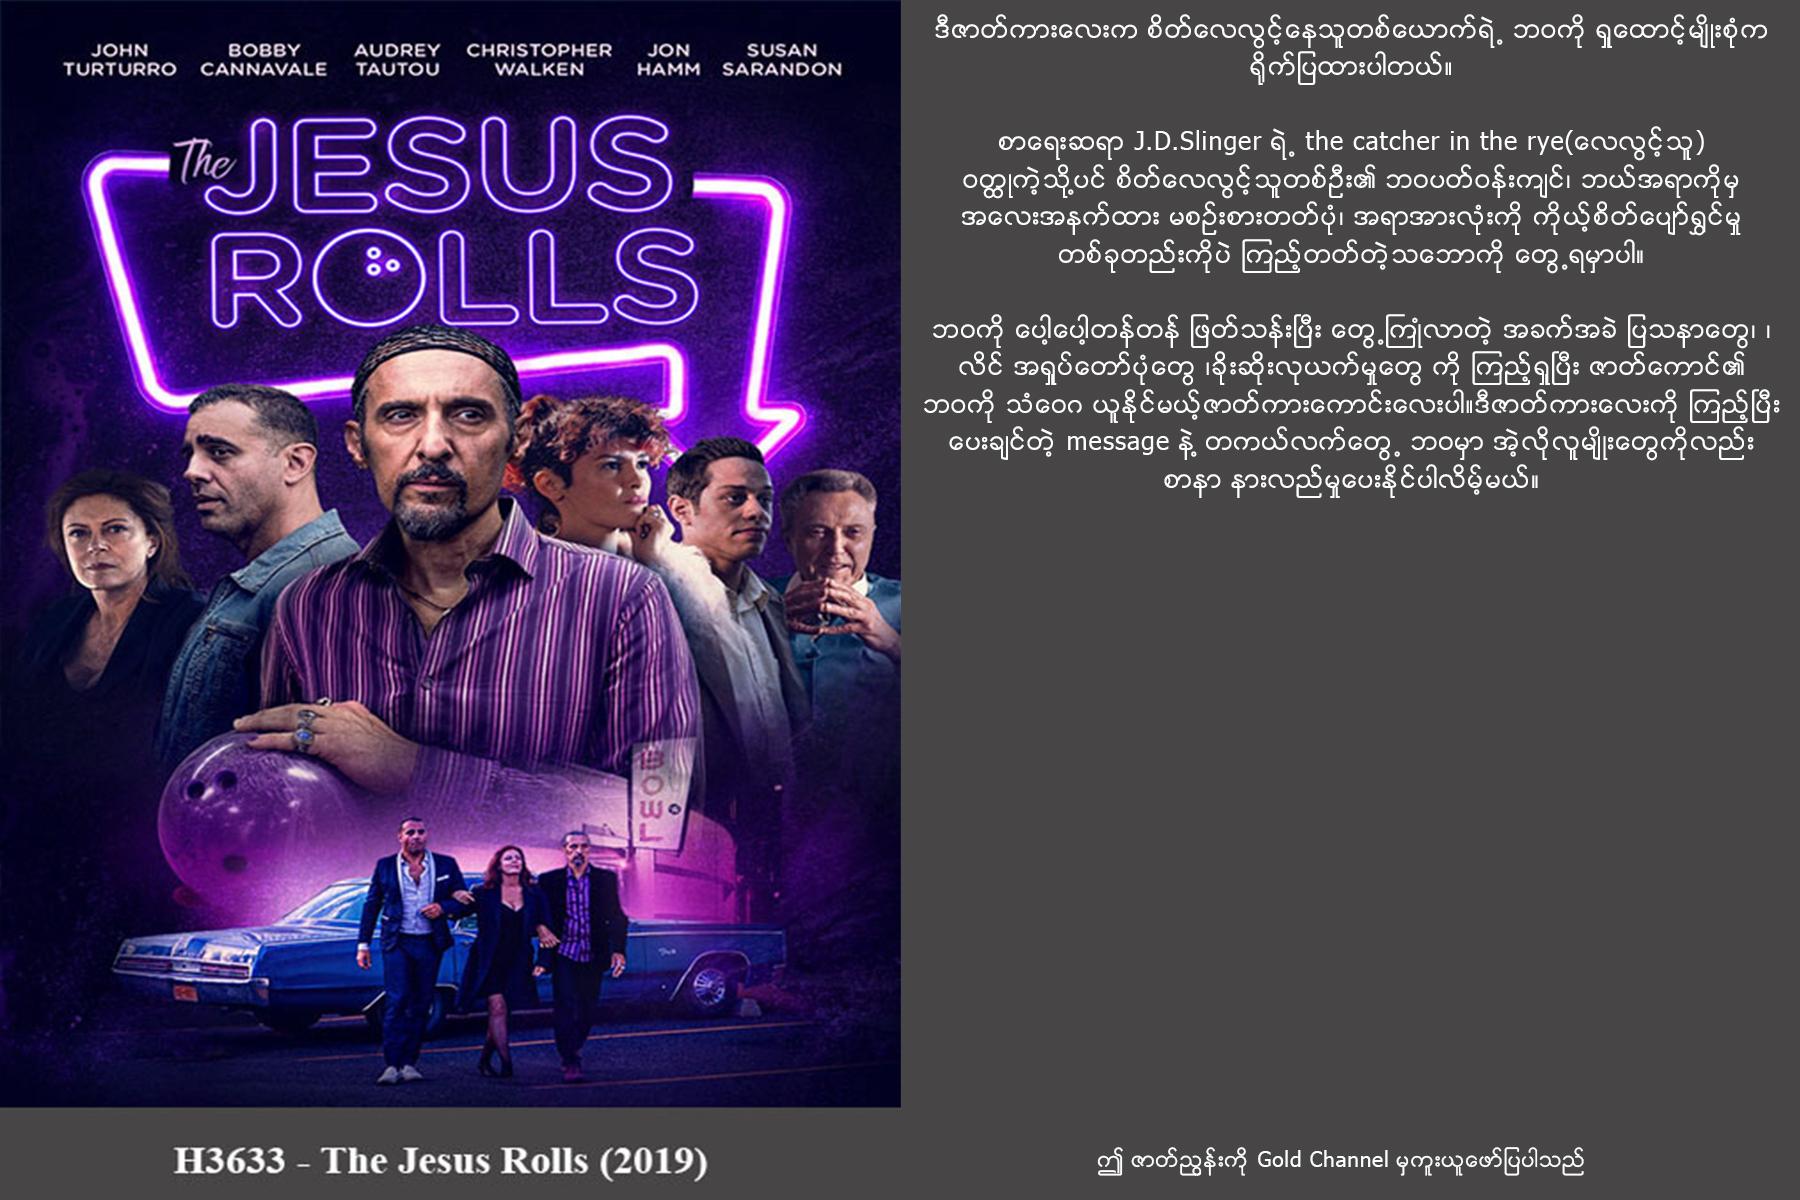 JOHN TURTURRO
BOBBY CANNAVALE
AUDREY TAUTOU
CHRISTOPHER WALKEN
JON HAMM
SUSAN SARANDON
The JESUS
ROLLS
BOWL
H3633 - The Jesus Rolls (2019)
ဒီဇာတ်ကားလေးက စိတ်လေလွင့်နေသူတစ်ယောက်ရဲ့ ဘဝကို ရှုထောင့်မျိုးစုံက
ရိုက်ပြထားပါတယ်။
စာရေးဆရာ J.D.Slinger ရဲ့ the catcher in the rye(လေလွင့်သူ)
ဝတ္ထုကဲ့သို့ပင် စိတ်လေလွင့်သူတစ်ဦး၏ ဘဝပတ်ဝန်းကျင်၊ ဘယ်အရာကိုမှ
အလေးအနက်ထား မစဉ်းစားတတ်ပုံ၊ အရာအားလုံးကို ကိုယ့်စိတ်ပျော်ရွှင်မှု
တစ်ခုတည်းကိုပဲ ကြည့်တတ်တဲ့သဘောကို တွေ့ရမှာပါ။
ဘဝကို ပေါ့ပေါ့တန်တန် ဖြတ်သန်းပြီး တွေ့ကြုံလာတဲ့ အခက်အခဲ ပြသနာတွေ၊ ၊
လိင် အရှုပ်တော်ပုံတွေ ၊ခိုးဆိုးလုယက်မှုတွေ ကို ကြည့်ရှုပြီး ဇာတ်ကောင်၏
ဘဝကို သံဝေဂ ယူနိုင်မယ့်ဇာတ်ကားကောင်းလေးပါ။ဒီဇာတ်ကားလေးကို ကြည့်ပြီး
ပေးချင်တဲ့ message နဲ့ တကယ်လက်တွေ့ ဘဝမှာ အဲ့လိုလူမျိုးတွေကိုလည်း
စာနာ နားလည်မှုပေးနိုင်ပါလိမ့်မယ်။
ဤ ဇာတ်ညွှန်းကို Gold Channel မှကူးယူဖော်ပြပါသည်